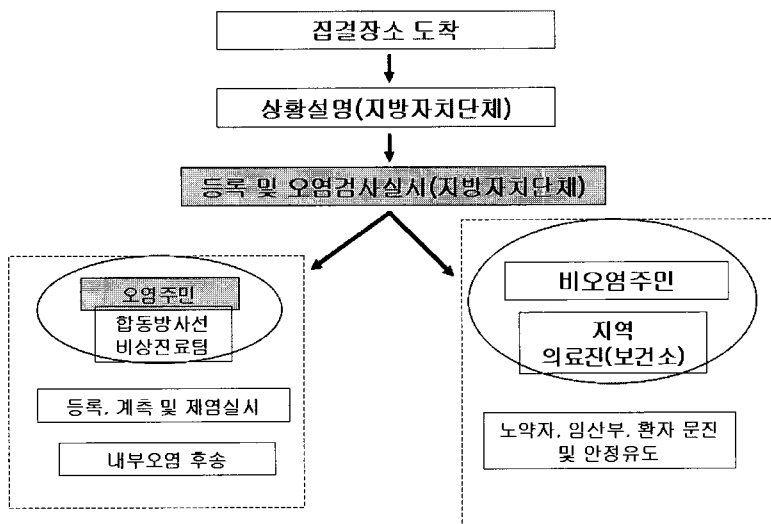 집결장소 도착
상황설명(지방자치단체)
등록 및 오염검사실시(지방자치단체)
오염주민
합동방사선
비상진료팀
등록, 계측 및 제염실시
내부오염 후송
비오염주민
지역
의료진(보건소)
노약자, 임산부, 환자 문진
및 안정유도